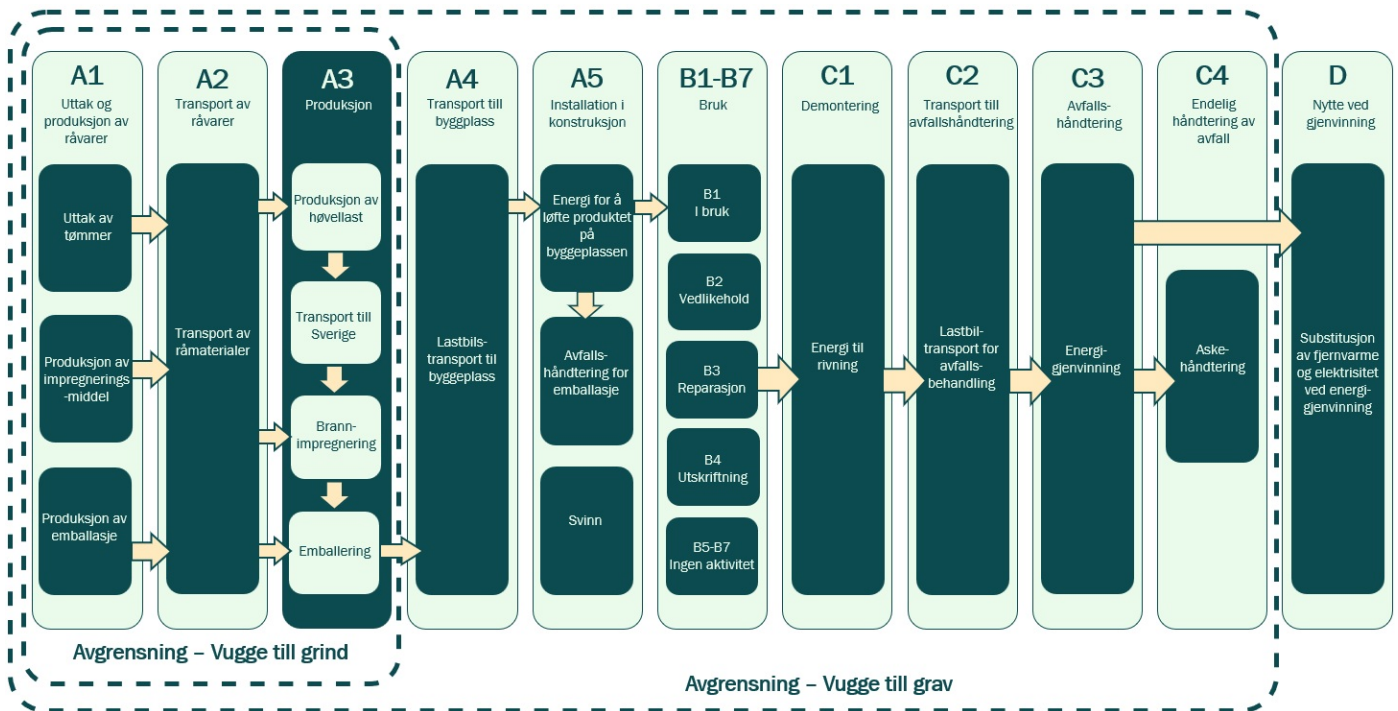 A1
Uttak og
produksjon av
råvarer
Uttak av
tømmer
Produksjon av
impregnerings
-middel
Produksjon av
emballasje
A2
Transport av
råvarer
Transport av
råmaterialer
A3
Produksjon
Produksjon av
høvellast
Transport till
Sverige
Brann-
impregnering
Emballering
Avgrensning – Vugge till grind
A4
Transport till
byggplass
Lastbils-
transport til
byggeplass
A5
Installation i
konstruksjon
Energi for å
løfte produktet
på
byggeplassen
Avfalls-
håndtering for
emballasje
Svinn
B1-B7
Bruk
B1
I bruk
B2
Vedlikehold
B3
Reparasjon
B4
Utskriftning
B5-B7
Ingen aktivitet
C1
Demontering
Energi til
rivning
C2
Transport till
avfallshåndtering
Lastbil-
transport for
avfalls-
behandling
C3
Avfalls-
håndtering
Energi-
gjenvinning
C4
Endelig
håndtering av
avfall
Aske-
håndtering
D
Nytte ved
gjenvinning
Substitusjon
av fjernvarme
og elektrisitet
ved energi-
gjenvinning
Avgrensning – Vugge till grav